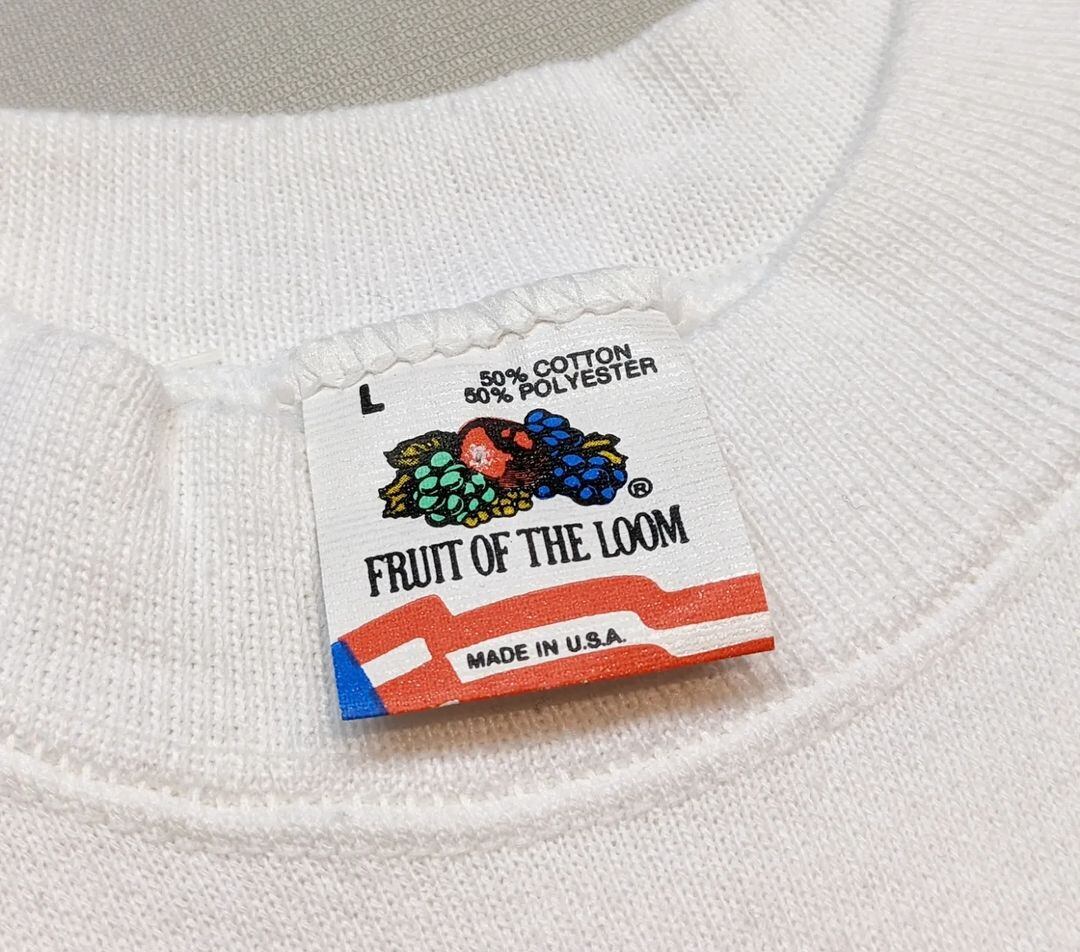 L
50% COTTON
50% POLYESTER
®
FRUIT OF THE LOOM
MADE IN U.S.A.